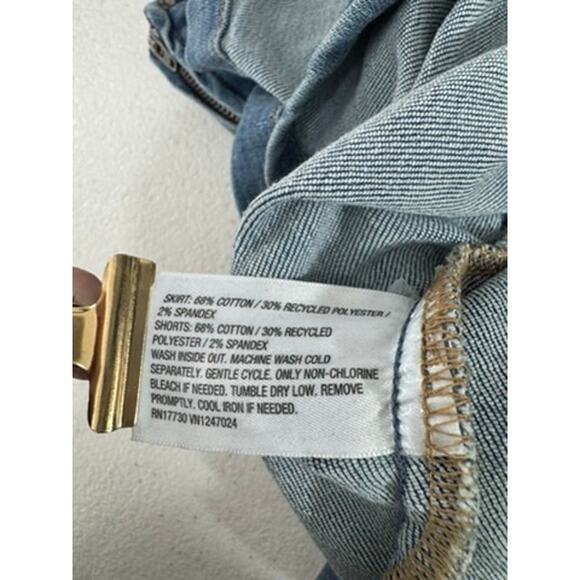 SKIRT: 68% COTTON / 30% RECYCLED POLYESTER /
2% SPANDEX
SHORTS: 68% COTTON / 30% RECYCLED
POLYESTER / 2% SPANDEX
WASH INSIDE OUT. MACHINE WASH COLD
SEPARATELY. GENTLE CYCLE. ONLY NON-CHLORINE
BLEACH IF NEEDED. TUMBLE DRY LOW. REMOVE
PROMPTLY. COOL IRON IF NEEDED.
RN17730 VN1247024